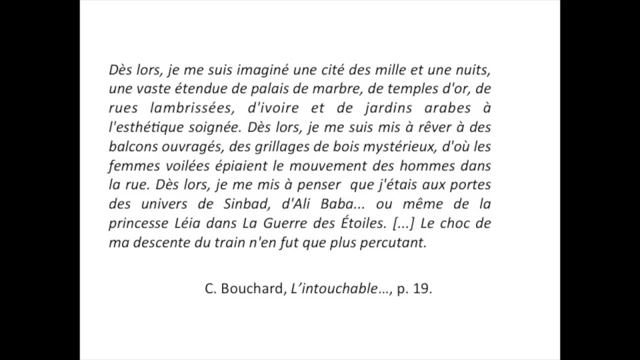 Dès lors, je me suis imaginé une cité des mille et une nuits,
une vaste étendue de palais de marbre, de temples d'or, de
rues lambrissées, d'ivoire et de jardins arabes à
l'esthétique soignée. Dès lors, je me suis mis à rêver à des
balcons ouvragés, des grillages de bois mystérieux, d'où les
femmes voilées épiaient le mouvement des hommes dans
la rue. Dès lors, je me mis à penser que j'étais aux portes
des univers de Sinbad, d'Ali Baba... ou même de la
princesse Léia dans La Guerre des Étoiles. [...] Le choc de
ma descente du train n'en fut que plus percutant.
C. Bouchard, L’intouchable…, p. 19.